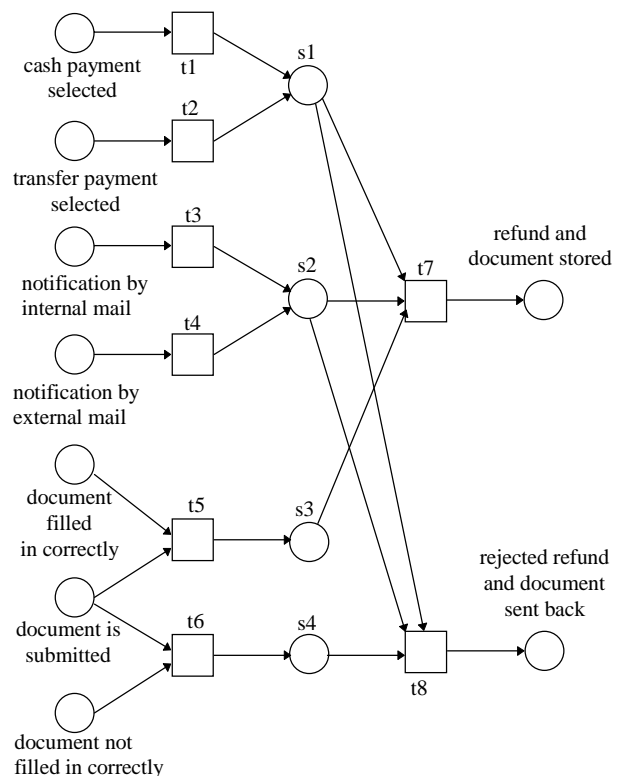 cash payment
selected
t1
s1
t2
transfer payment
selected
t3
notification by
internal mail
s2
t4
notification by
external mail
t7
refund and
document stored
document
filled
in correctly
t5
s3
document is
submitted
t6
s4
document not
filled in correctly
t8
rejected refund
and document
sent back